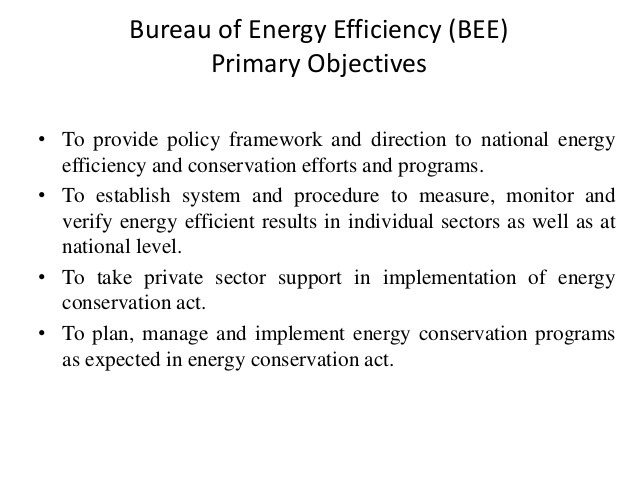 Bureau of Energy Efficiency (BEE)
Primary Objectives
• To provide policy framework and direction to national energy
efficiency and conservation efforts and programs.
• To establish system and procedure to measure, monitor and
verify energy efficient results in individual sectors as well as at
national level.
• To take private sector support in implementation of energy
conservation act.
• To plan, manage and implement energy conservation programs
as expected in energy conservation act.